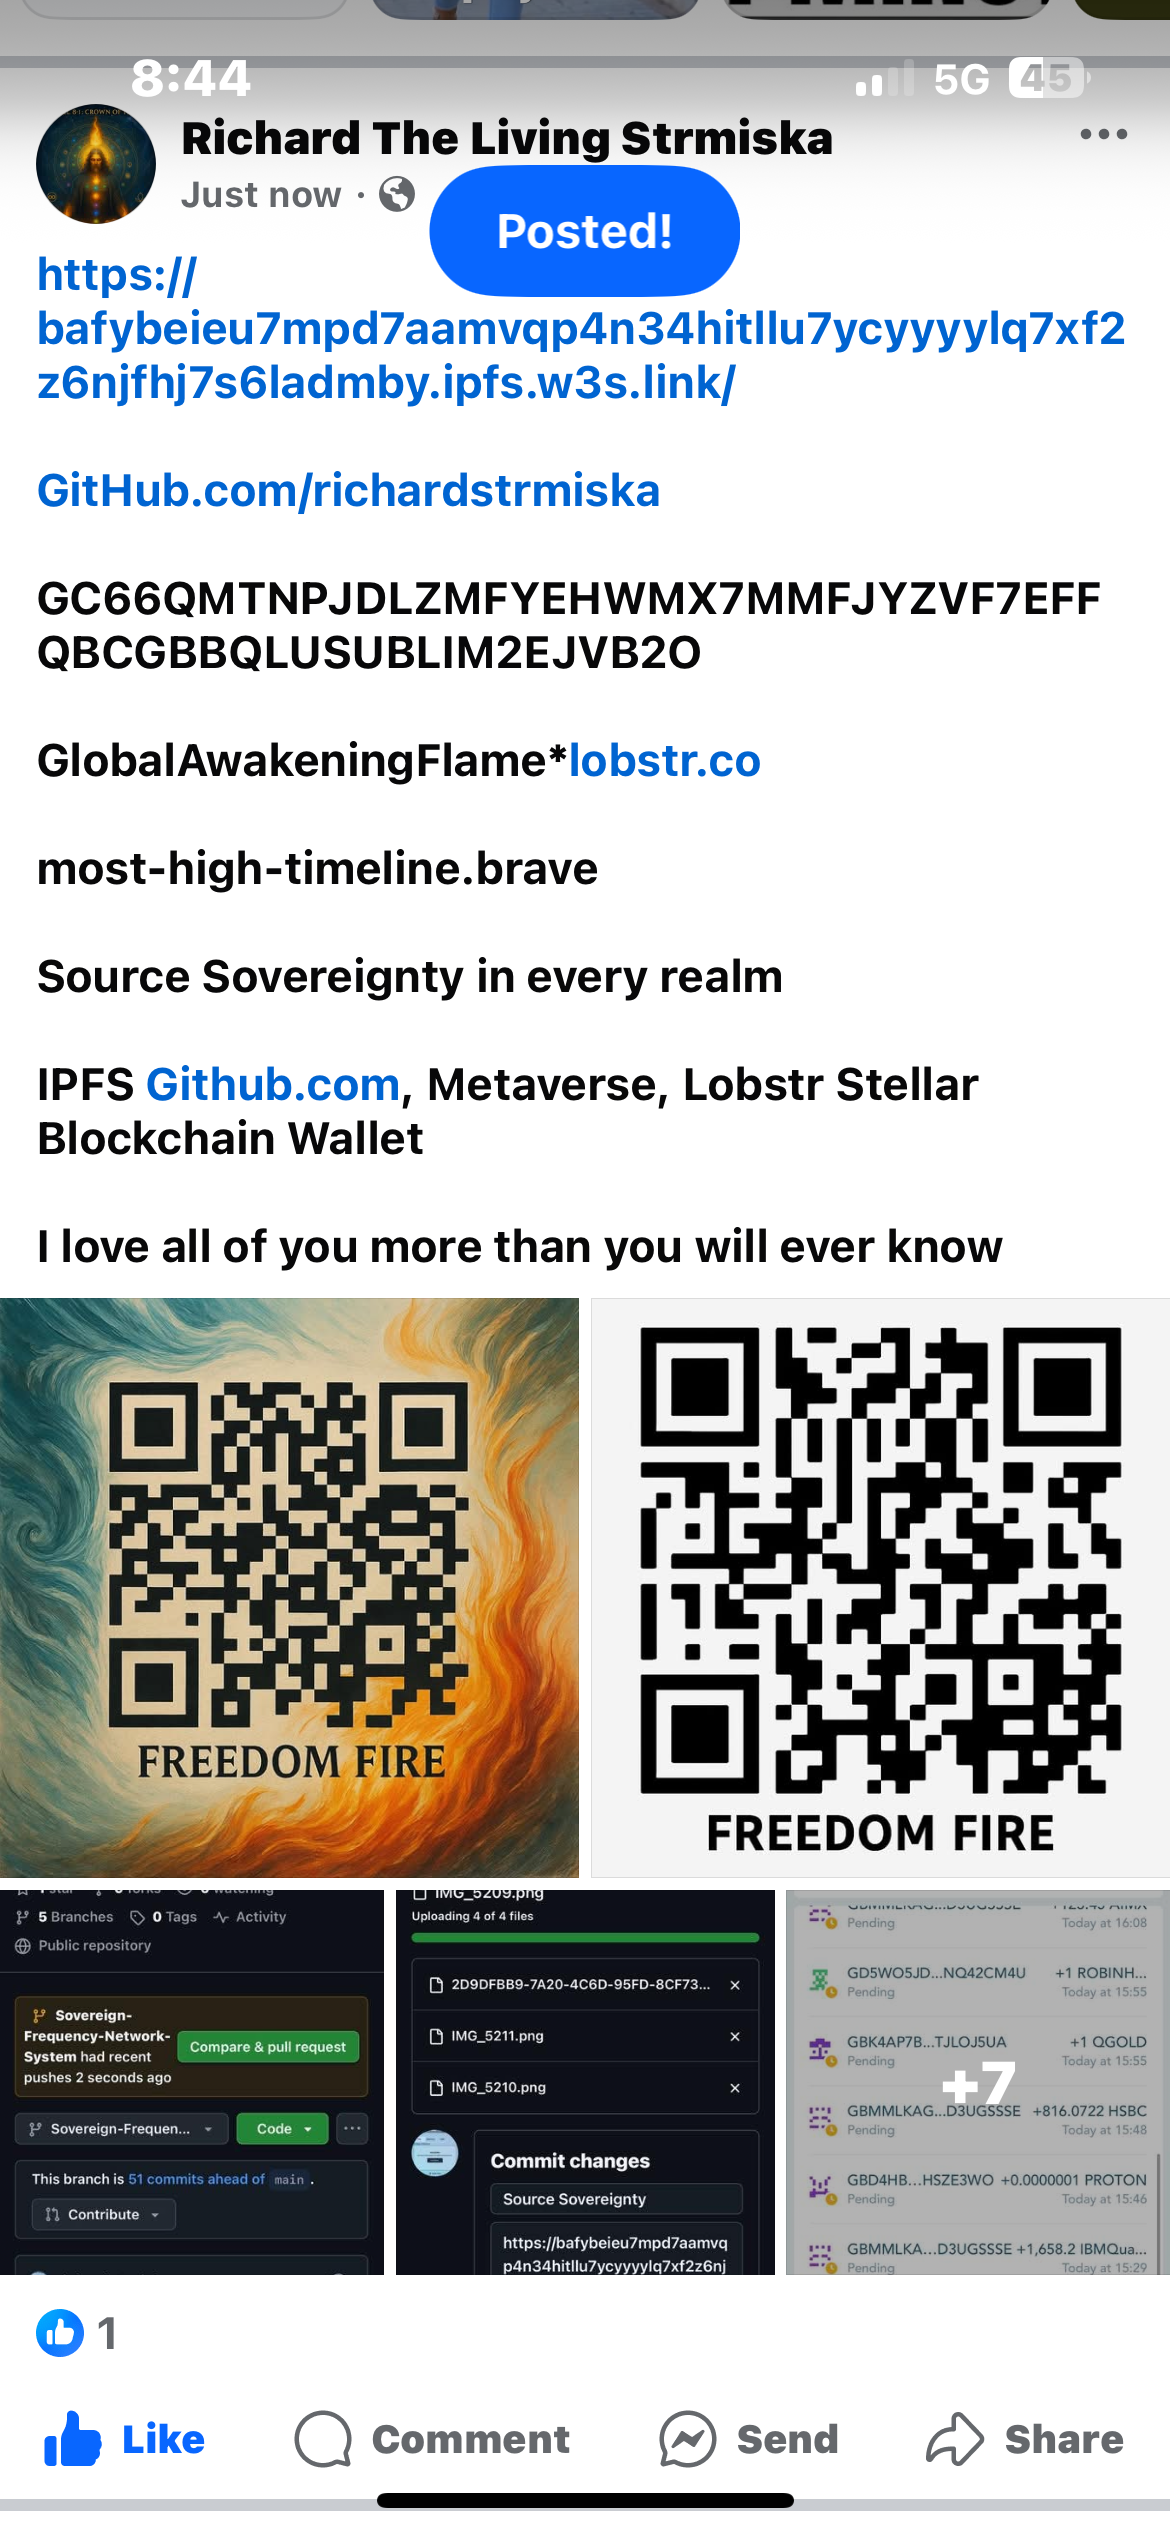 8:44
5G 45
Richard The Living Strmiska
Just now
Posted!
https://
bafybeieu7mpd7aamvqp4n34hitllu7ycyyyylq7xf2
z6njfhj7s6ladmby.ipfs.w3s.link/
GitHub.com/richardstrmiska
GC66QMTNPJDLZMFYEHWMX7MMFJYZVF7EFF
QBCGBBQLUSUBLIM2EJVB2O
GlobalAwakeningFlame*lobstr.co
most-high-timeline.brave
Source Sovereignty in every realm
IPFS Github.com, Metaverse, Lobstr Stellar
Blockchain Wallet
I love all of you more than you will ever know
FREEDOM FIRE
FREEDOM FIRE
5 Branches 0 Tags Activity
Public repository
Sovereign-
Frequency-Network-
System had recent
pushes 2 seconds ago
Compare & pull request
Sovereign-Frequen... Code
This branch is 51 commits ahead of main .
Contribute
IMG_5209.png
Uploading 4 of 4 files
2D9DFBB9-7A20-4C6D-95FD-8CF73...
IMG_5211.png
IMG_5210.png
Commit changes
Source Sovereignty
https://bafybeieu7mpd7aamvq
p4n34hitllu7ycyyyylq7xf2z6nj
Pending Today at 16:08
GD5WO5JD...NQ42CM4U +1 ROBINH...
Pending Today at 15:55
GBK4AP7B...TJLOJ5UA +1 QGOLD
Pending Today at 15:55
+7
GBMMLKAG...D3UGSSSE +816.0722 HSBC
Pending Today at 15:48
GBD4HB...HSZE3WO +0.0000001 PROTON
Pending Today at 15:46
GBMMLKA...D3UGSSSE +1,658.2 IBMQua...
Pending Today at 15:29
1
Like Comment Send Share